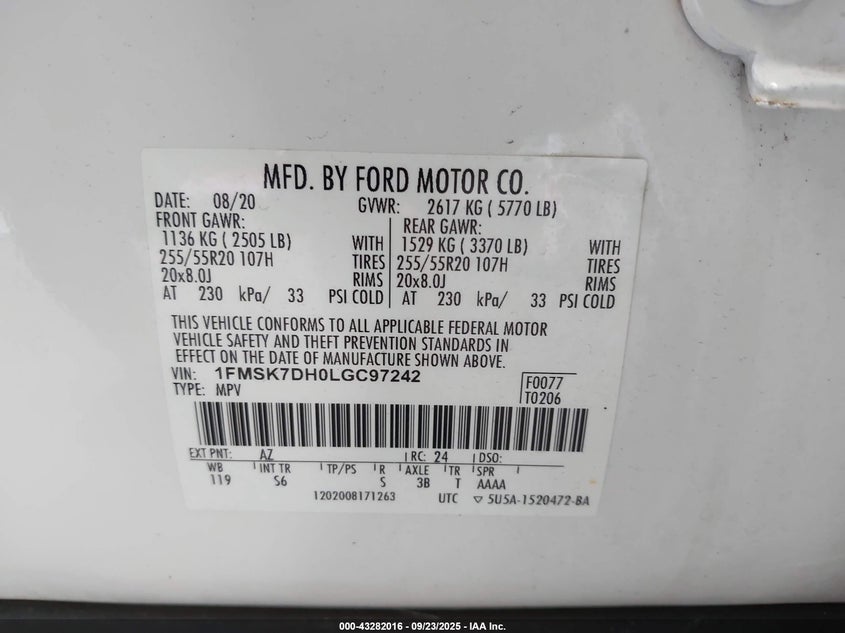 MFD. BY FORD MOTOR CO.
DATE: 08/20 GVWR: 2617 KG ( 5770 LB)
FRONT GAWR: REAR GAWR:
1136 KG ( 2505 LB) WITH 1529 KG ( 3370 LB) WITH
255/55R20 107H TIRES 255/55R20 107H TIRES
20x8.0J RIMS 20x8.0J RIMS
AT 230 kPa/ 33 PSI COLD AT 230 kPa/ 33 PSI COLD
THIS VEHICLE CONFORMS TO ALL APPLICABLE FEDERAL MOTOR
VEHICLE SAFETY AND THEFT PREVENTION STANDARDS IN
EFFECT ON THE DATE OF MANUFACTURE SHOWN ABOVE.
VIN: 1FMSK7DH0LGC97242
TYPE: MPV
F0077
T0206
EXT PNT: AZ RC: 24 DSO:
WB INT TR TP/PS R AXLE TR SPR
119 S6 S 3B T AAAA
1202008171263 UTC ▽ 5U5A-1520472-BA
000-43282016 - 09/23/2025 - IAA Inc.